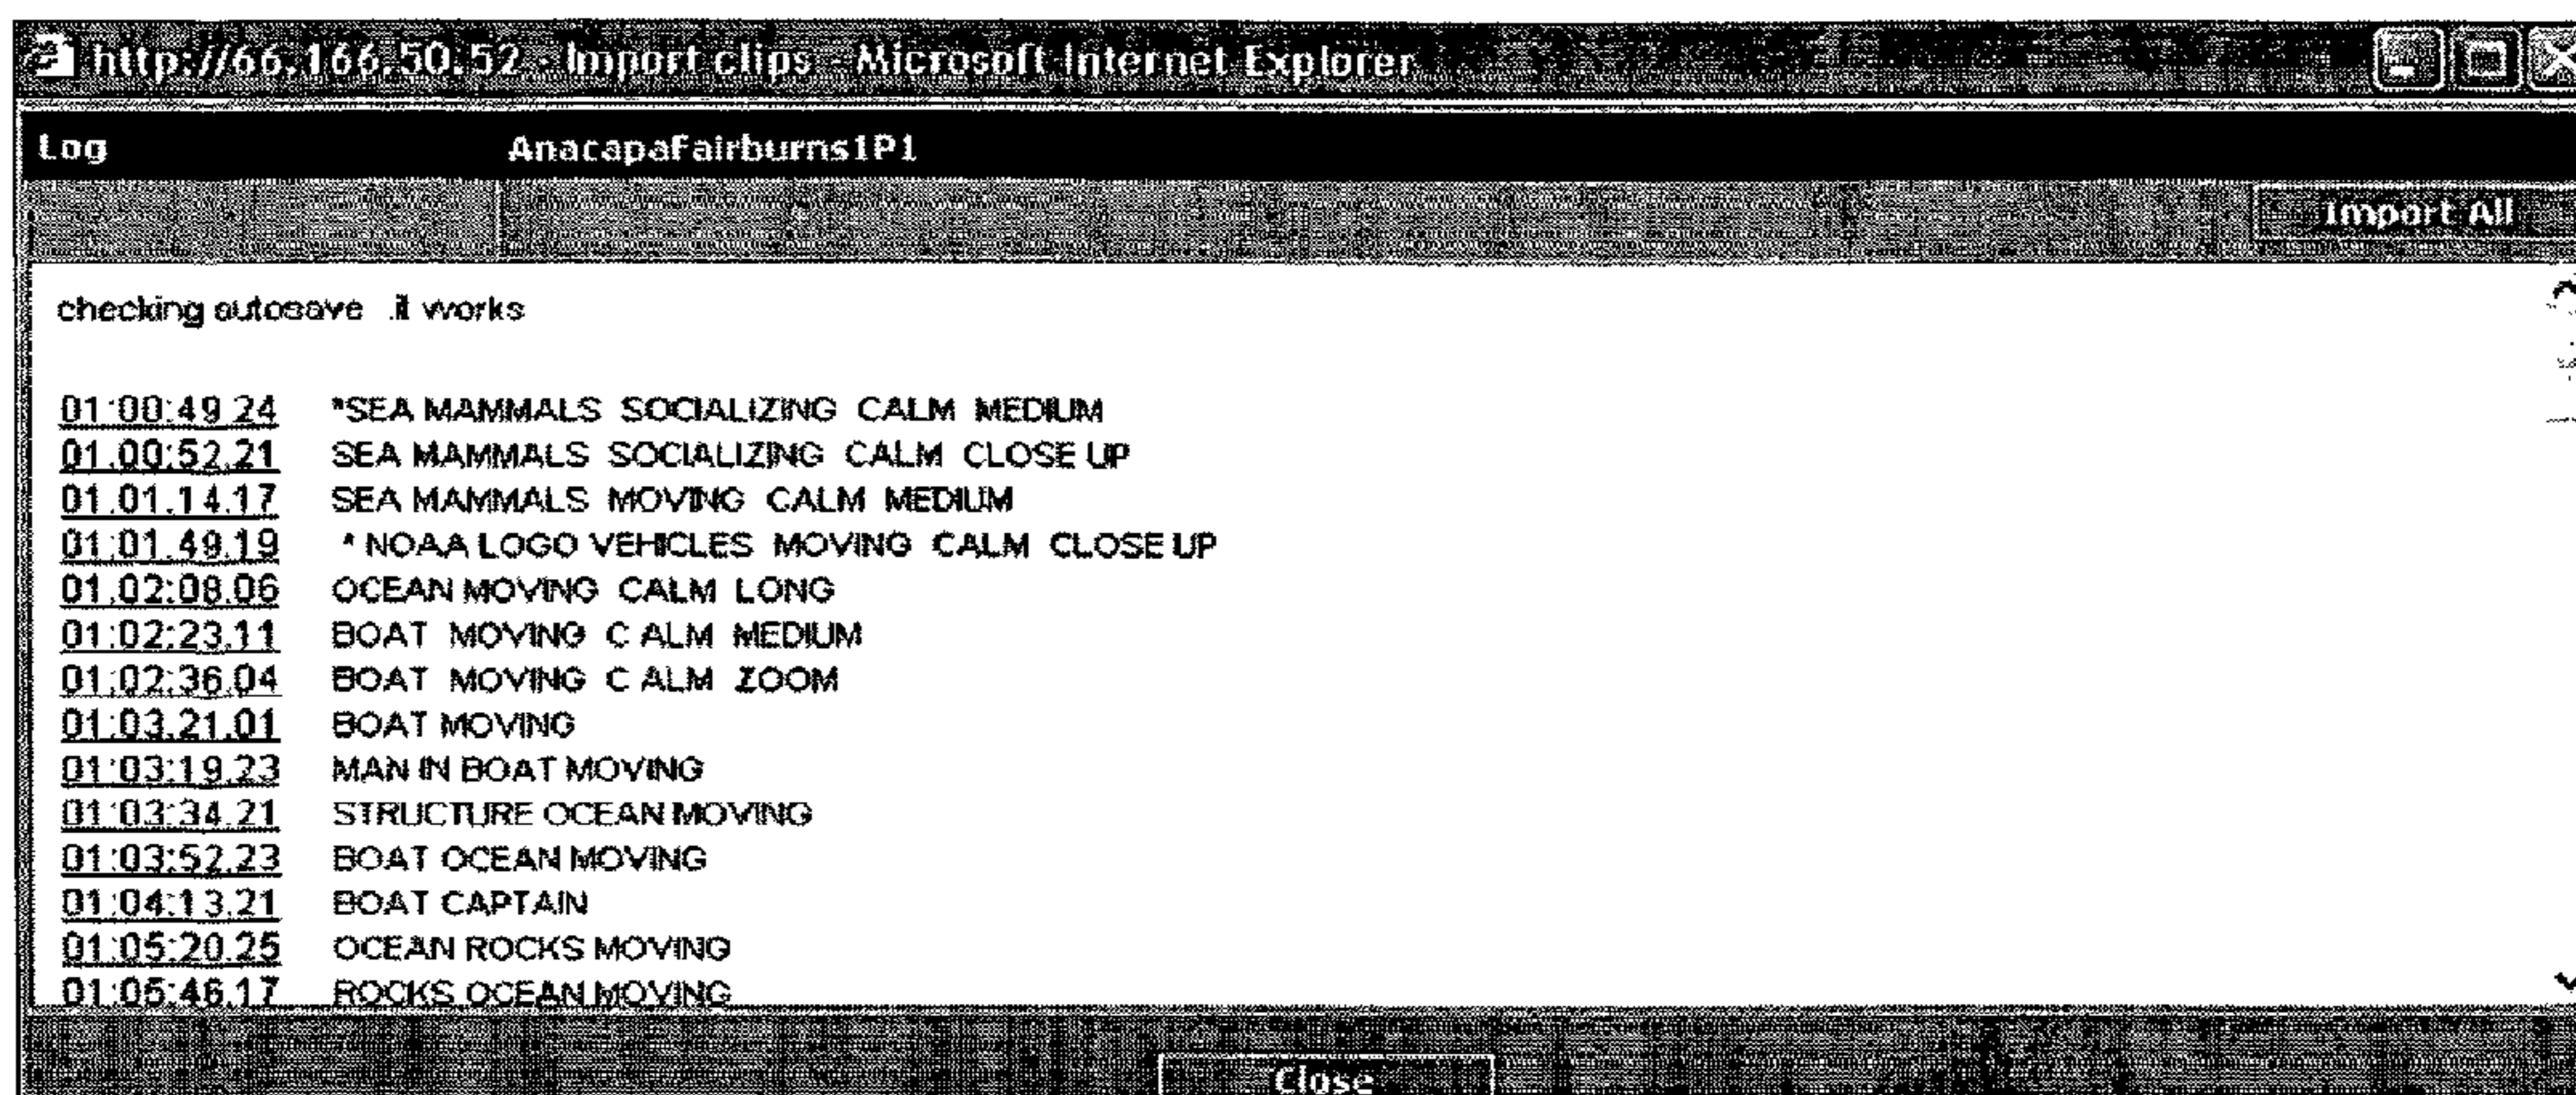 http://66.166.50.52 - Import clips - Microsoft Internet Explorer
Log AnacapaFairburns1P1
Import All
checking autosave .it works
01:00:49.24 *SEA MAMMALS SOCIALIZING CALM MEDIUM
01.00:52.21 SEA MAMMALS SOCIALIZING CALM CLOSE UP
01.01.14.17 SEA MAMMALS MOVING CALM MEDIUM
01:01.49.19 * NOAA LOGO VEHICLES MOVING CALM CLOSE UP
01.02:08.06 OCEAN MOVING CALM LONG
01:02:23.11 BOAT MOVING C ALM MEDIUM
01:02:36.04 BOAT MOVING C ALM ZOOM
01:03.21.01 BOAT MOVING
01:03:19.23 MAN IN BOAT MOVING
01:03:34.21 STRUCTURE OCEAN MOVING
01:03:52.23 BOAT OCEAN MOVING
01:04:13.21 BOAT CAPTAIN
01:05:20.25 OCEAN ROCKS MOVING
01:05:46.17 ROCKS OCEAN MOVING
Close